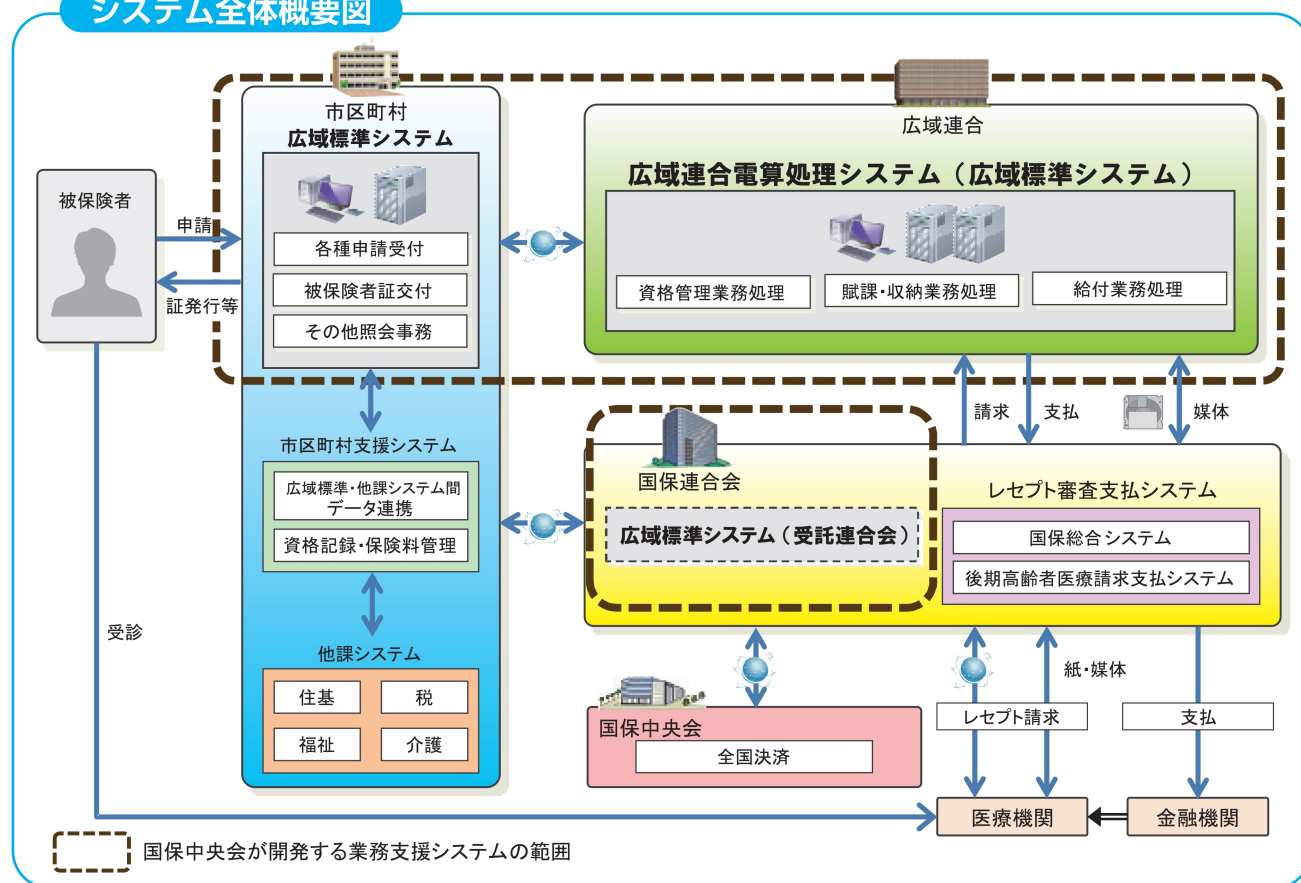 システム全体概要図
市区町村
広域標準システム
各種申請受付
被保険者証交付
その他照会事務
広域連合
広域連合電算処理システム（広域標準システム）
資格管理業務処理
賦課・収納業務処理
給付業務処理
被保険者
申請
証発行等
受診
市区町村支援システム
広域標準・他課システム間
データ連携
資格記録・保険料管理
他課システム
住基
税
福祉
介護
請求
支払
媒体
国保連合会
広域標準システム（受託連合会）
レセプト審査支払システム
国保総合システム
後期高齢者医療請求支払システム
国保中央会
全国決済
紙・媒体
レセプト請求
支払
医療機関
金融機関
国保中央会が開発する業務支援システムの範囲